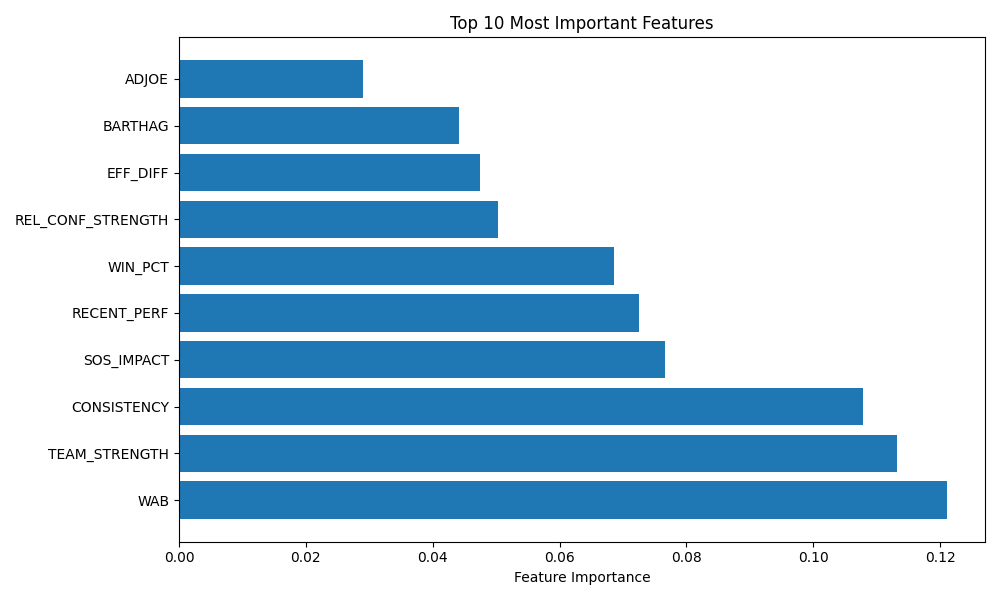 Top 10 Most Important Features
ADJOE
BARTHAG
EFF_DIFF
REL_CONF_STRENGTH
WIN_PCT
RECENT_PERF
SOS_IMPACT
CONSISTENCY
TEAM_STRENGTH
WAB
0.00 0.02 0.04 0.06 0.08 0.10 0.12
Feature Importance